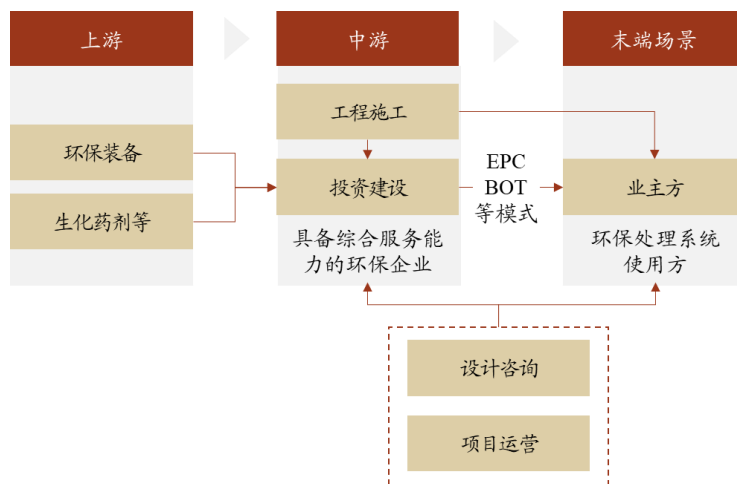 上游
中游
末端场景
工程施工
环保装备
生化药剂等
投资建设
EPC
BOT
等模式
业主方
具备综合服务能
力的环保企业
环保处理系统
使用方
设计咨询
项目运营